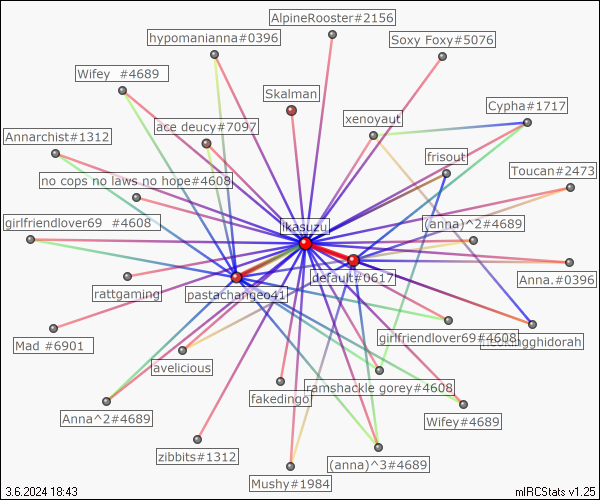 AlpineRooster#2156
hypomanianna#0396
Soxy Foxy#5076
Wifey #4689
Skalman
Cypha#1717
xenoyaut
ace deucy#7097
Annarchist#1312
frisout
Toucan#2473
no cops no laws no hope#4608
girlfriendlover69 #4608
ikasuzu
(anna)^2#4689
default#0617
Anna.#0396
rattgaming
pastachange041
girlfriendlover69#4608
Mad #6901
avelicious
ramshackle gorey#4608
fakedingo
Anna^2#4689
Wifey#4689
zibbits#1312
(anna)^3#4689
Mushy#1984
3.6.2024 18:43
mIRCStats v1.25